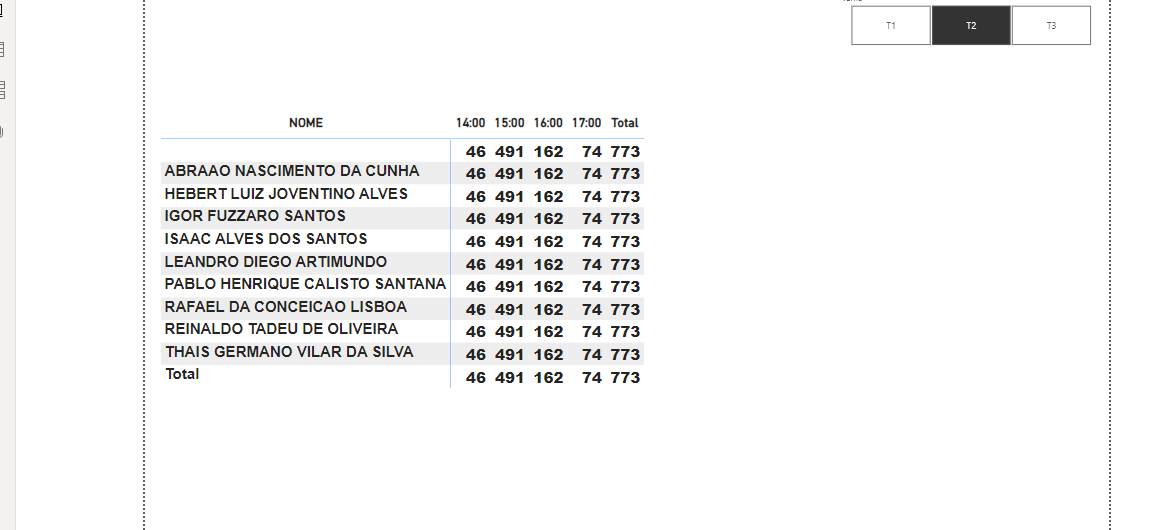 T1 T2 T3
NOME 14:00 15:00 16:00 17:00 Total
46 491 162 74 773
ABRAAO NASCIMENTO DA CUNHA 46 491 162 74 773
HEBERT LUIZ JOVENTINO ALVES 46 491 162 74 773
IGOR FUZZARO SANTOS 46 491 162 74 773
ISAAC ALVES DOS SANTOS 46 491 162 74 773
LEANDRO DIEGO ARTIMUNDO 46 491 162 74 773
PABLO HENRIQUE CALISTO SANTANA 46 491 162 74 773
RAFAEL DA CONCEICAO LISBOA 46 491 162 74 773
REINALDO TADEU DE OLIVEIRA 46 491 162 74 773
THAIS GERMANO VILAR DA SILVA 46 491 162 74 773
Total 46 491 162 74 773